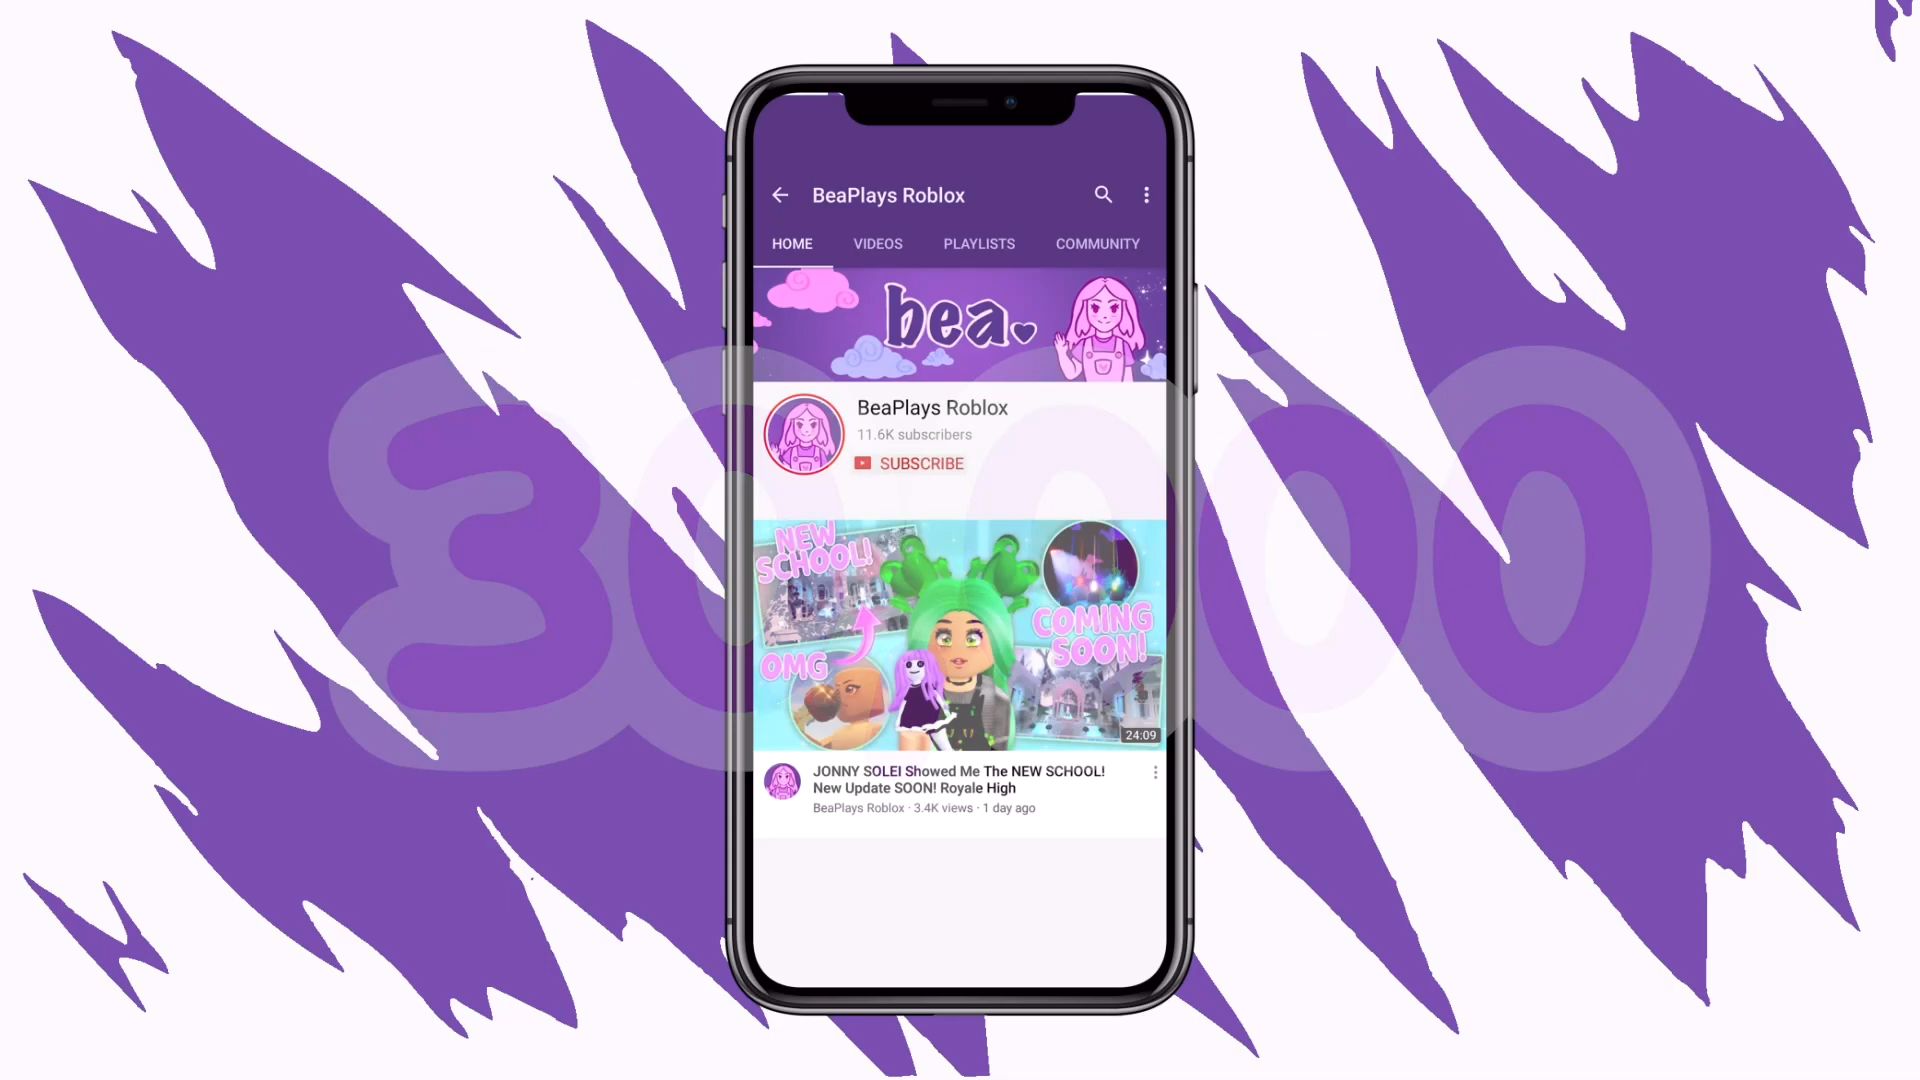 BeaPlays Roblox
HOME VIDEOS PLAYLISTS COMMUNITY
bea
BeaPlays Roblox
11.6K subscribers
SUBSCRIBE
NEW
SCHOOL!
OMG
COMING
SOON!
24:09
JONNY SOLEI Showed Me The NEW SCHOOL!
New Update SOON! Royale High
BeaPlays Roblox · 3.4K views · 1 day ago
30,000